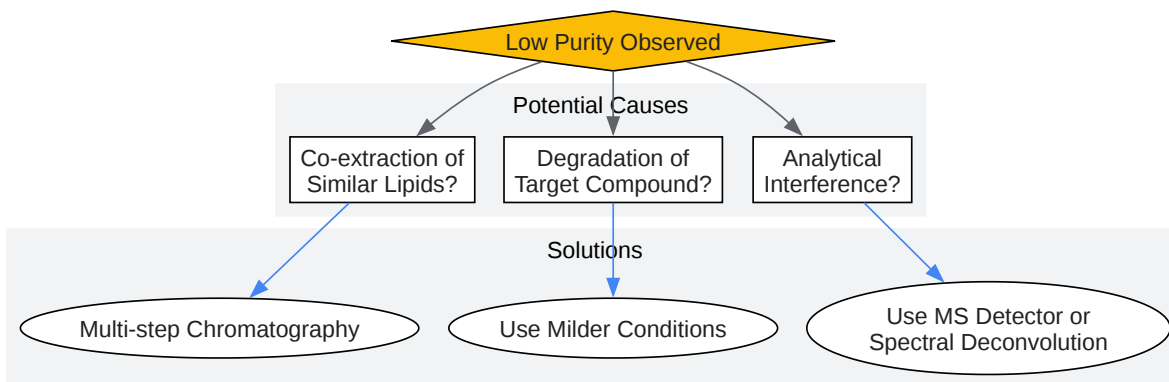 Low Purity Observed
Potential Causes
Co-extraction of
Similar Lipids?
Degradation of
Target Compound?
Analytical
Interference?
Solutions
Multi-step Chromatography
Use Milder Conditions
Use MS Detector or
Spectral Deconvolution